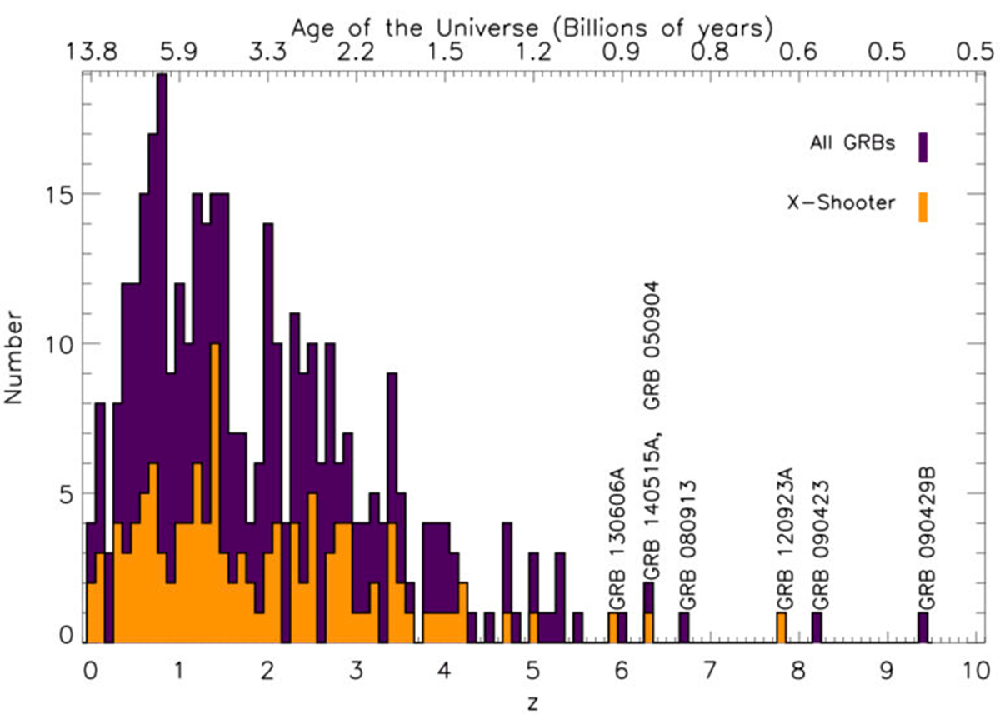 Age of the Universe (Billions of years)
13.8 5.9 3.3 2.2 1.5 1.2 0.9 0.8 0.6 0.5 0.5
All GRBs
X-Shooter
15
10
5
0
Number
GRB 130606A
GRB 140515A, GRB 050904
GRB 080913
GRB 120923A
GRB 090423
GRB 090429B
0 1 2 3 4 5 6 7 8 9 10
z